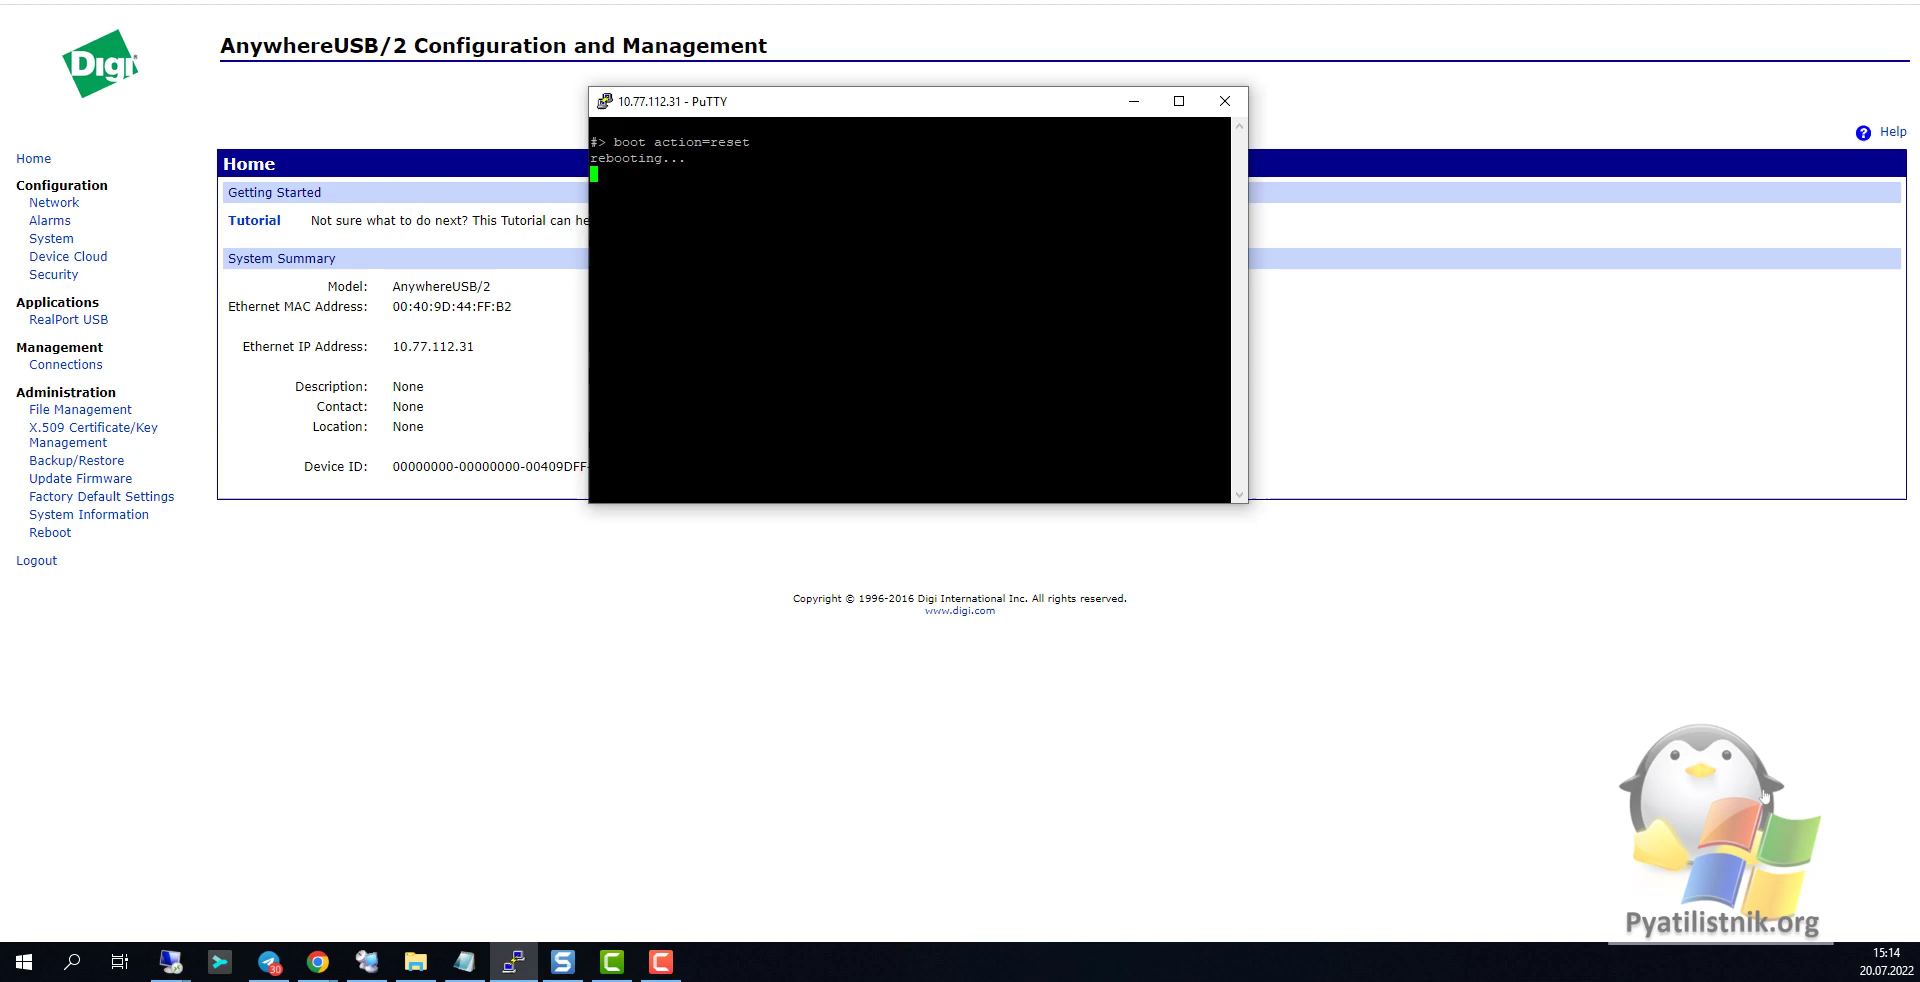 Digi
AnywhereUSB/2 Configuration and Management
Help
Home
Configuration
Network
Alarms
System
Device Cloud
Security
Applications
RealPort USB
Management
Connections
Administration
File Management
X.509 Certificate/Key
Management
Backup/Restore
Update Firmware
Factory Default Settings
System Information
Reboot
Logout
Home
Getting Started
Tutorial Not sure what to do next? This Tutorial can he
System Summary
Model: AnywhereUSB/2
Ethernet MAC Address: 00:40:9D:44:FF:B2
Ethernet IP Address: 10.77.112.31
Description: None
Contact: None
Location: None
Device ID: 00000000-00000000-00409DFF-
10.77.112.31 - PuTTY
#> boot action=reset
rebooting...
Copyright © 1996-2016 Digi International Inc. All rights reserved.
www.digi.com
Pyatilistnik.org
30
S
C
C
15:14
20.07.2022